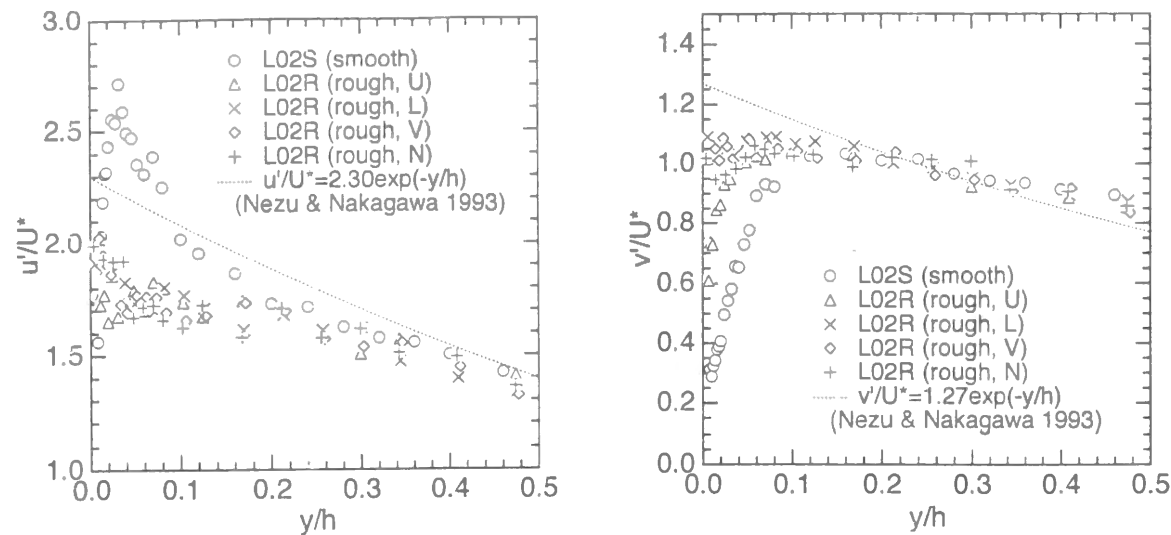 3.0
2.5
2.0
1.5
1.0
u'/U*
L02S (smooth)
L02R (rough, U)
L02R (rough, L)
L02R (rough, V)
L02R (rough, N)
u'/U*=2.30exp(-y/h)
(Nezu & Nakagawa 1993)
0.0 0.1 0.2 0.3 0.4 0.5
y/h
1.4
1.2
1.0
0.8
0.6
0.4
0.2
0.0
v'/U*
L02S (smooth)
L02R (rough, U)
L02R (rough, L)
L02R (rough, V)
L02R (rough, N)
v'/U*=1.27exp(-y/h)
(Nezu & Nakagawa 1993)
0.0 0.1 0.2 0.3 0.4 0.5
y/h